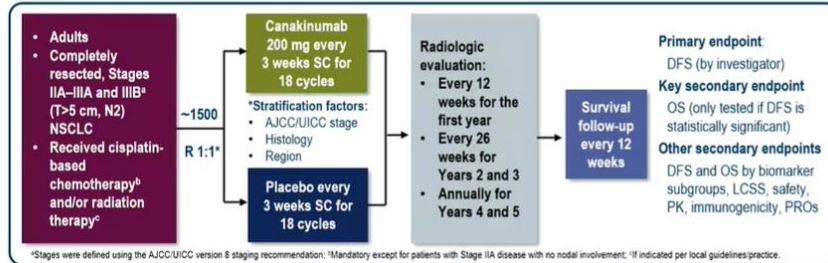 • Adults
• Completely
resected, Stages
IIA–IIIA and IIIBᵃ
(T>5 cm, N2)
NSCLC
• Received cisplatin-
based
chemotherapyᵇ
and/or radiation
therapyᶜ
~1500
R 1:1*
Canakinumab
200 mg every
3 weeks SC for
18 cycles
*Stratification factors:
• AJCC/UICC stage
• Histology
• Region
Placebo every
3 weeks SC for
18 cycles
Radiologic
evaluation:
• Every 12
weeks for the
first year
• Every 26
weeks for
Years 2 and 3
• Annually for
Years 4 and 5
Survival
follow-up
every 12
weeks
Primary endpoint:
DFS (by investigator)
Key secondary endpoint
OS (only tested if DFS is
statistically significant)
Other secondary endpoints
DFS and OS by biomarker
subgroups, LCSS, safety,
PK, immunogenicity, PROs
ᵃStages were defined using the AJCC/UICC version 8 staging recommendation; ᵇMandatory except for patients with Stage IIA disease with no nodal involvement; ᶜIf indicated per local guidelines/practice.